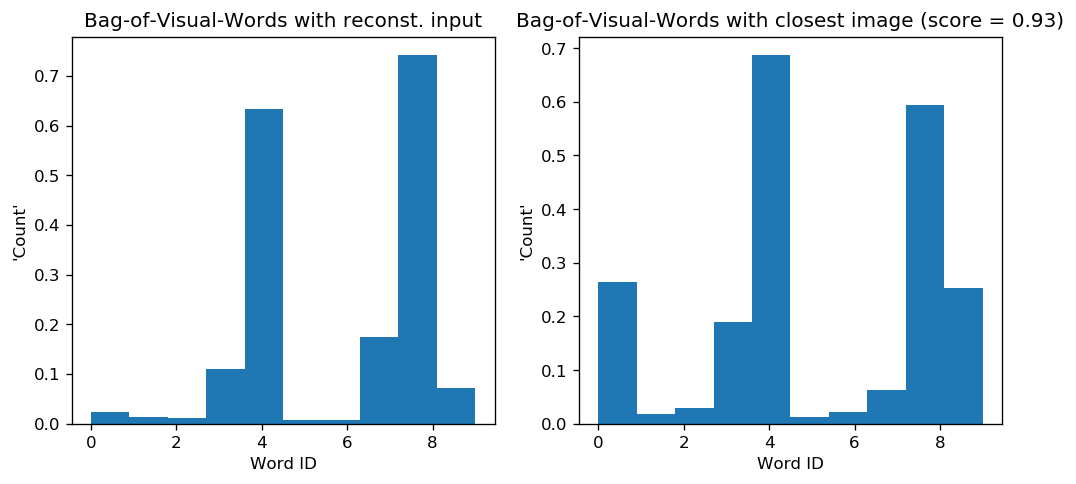 Bag-of-Visual-Words with reconst. input
'Count'
0.7
0.6
0.5
0.4
0.3
0.2
0.1
0.0
0 2 4 6 8
Word ID
Bag-of-Visual-Words with closest image (score = 0.93)
'Count'
0.7
0.6
0.5
0.4
0.3
0.2
0.1
0.0
0 2 4 6 8
Word ID